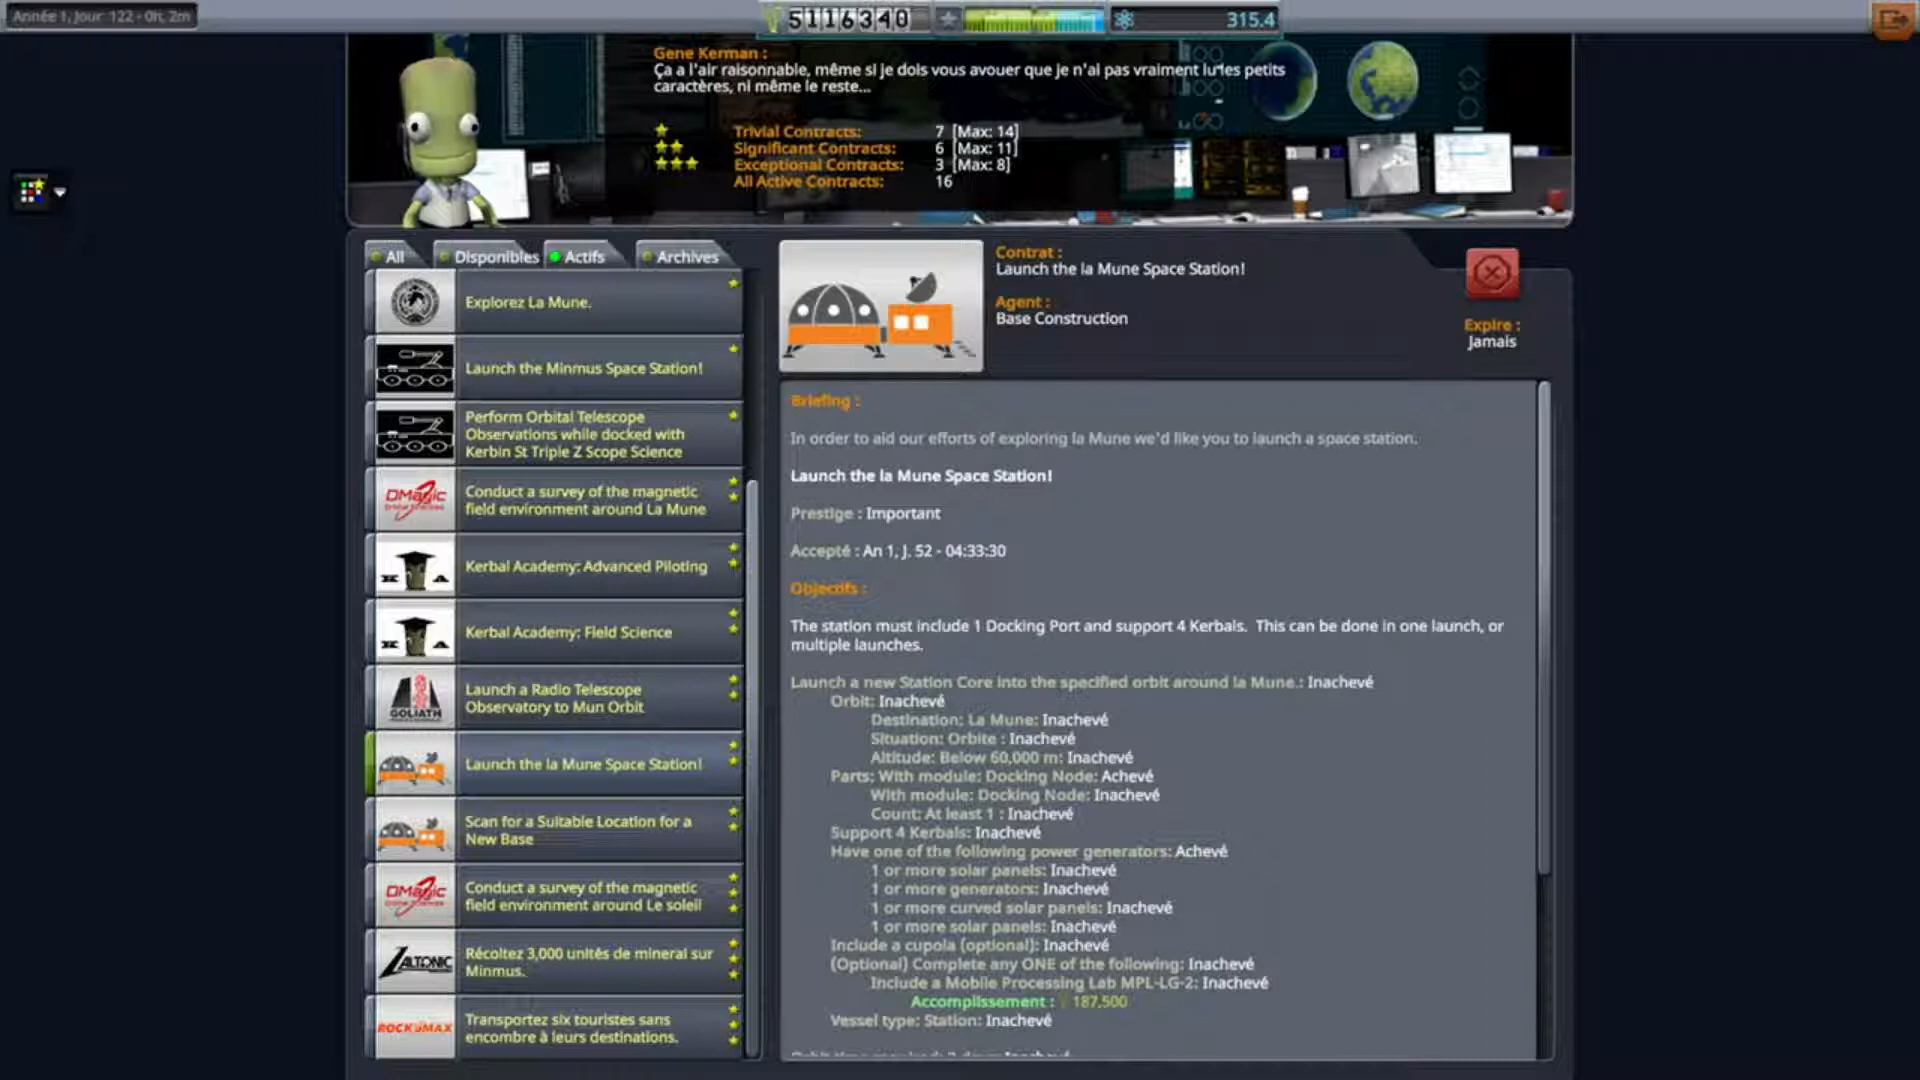 Année 1, Jour 122 - 0h, 2m
5116340
315.4
Gene Kerman :
Ça a l'air raisonnable, même si je dois vous avouer que je n'ai pas vraiment lu les petits
caractères, ni même le reste...
Trivial Contracts: 7 [Max: 14]
Significant Contracts: 6 [Max: 11]
Exceptional Contracts: 3 [Max: 8]
All Active Contracts: 16
All
Disponibles
Actifs
Archives
Explorez La Mune.
Launch the Minmus Space Station!
Perform Orbital Telescope
Observations while docked with
Kerbin St Triple Z Scope Science
DMagic
Conduct a survey of the magnetic
field environment around La Mune
K A
Kerbal Academy: Advanced Piloting
K A
Kerbal Academy: Field Science
GOLIATH
Launch a Radio Telescope
Observatory to Mun Orbit
Launch the la Mune Space Station!
Scan for a Suitable Location for a
New Base
DMagic
Conduct a survey of the magnetic
field environment around Le soleil
ZALTONIC
Récoltez 3,000 unités de mineral sur
Minmus.
ROCKOMAX
Transportez six touristes sans
encombre à leurs destinations.
Contrat :
Launch the la Mune Space Station!
Agent :
Base Construction
Expire :
Jamais
Briefing :
In order to aid our efforts of exploring la Mune we'd like you to launch a space station.
Launch the la Mune Space Station!
Prestige : Important
Accepté : An 1, J. 52 - 04:33:30
Objectifs :
The station must include 1 Docking Port and support 4 Kerbals. This can be done in one launch, or
multiple launches.
Launch a new Station Core into the specified orbit around la Mune.: Inachevé
Orbit: Inachevé
Destination: La Mune: Inachevé
Situation: Orbite : Inachevé
Altitude: Below 60,000 m: Inachevé
Parts: With module: Docking Node: Achevé
With module: Docking Node: Inachevé
Count: At least 1 : Inachevé
Support 4 Kerbals: Inachevé
Have one of the following power generators: Achevé
1 or more solar panels: Inachevé
1 or more generators: Inachevé
1 or more curved solar panels: Inachevé
1 or more solar panels: Inachevé
Include a cupola (optional): Inachevé
(Optional) Complete any ONE of the following: Inachevé
Include a Mobile Processing Lab MPL-LG-2: Inachevé
Accomplissement : 187,500
Vessel type: Station: Inachevé